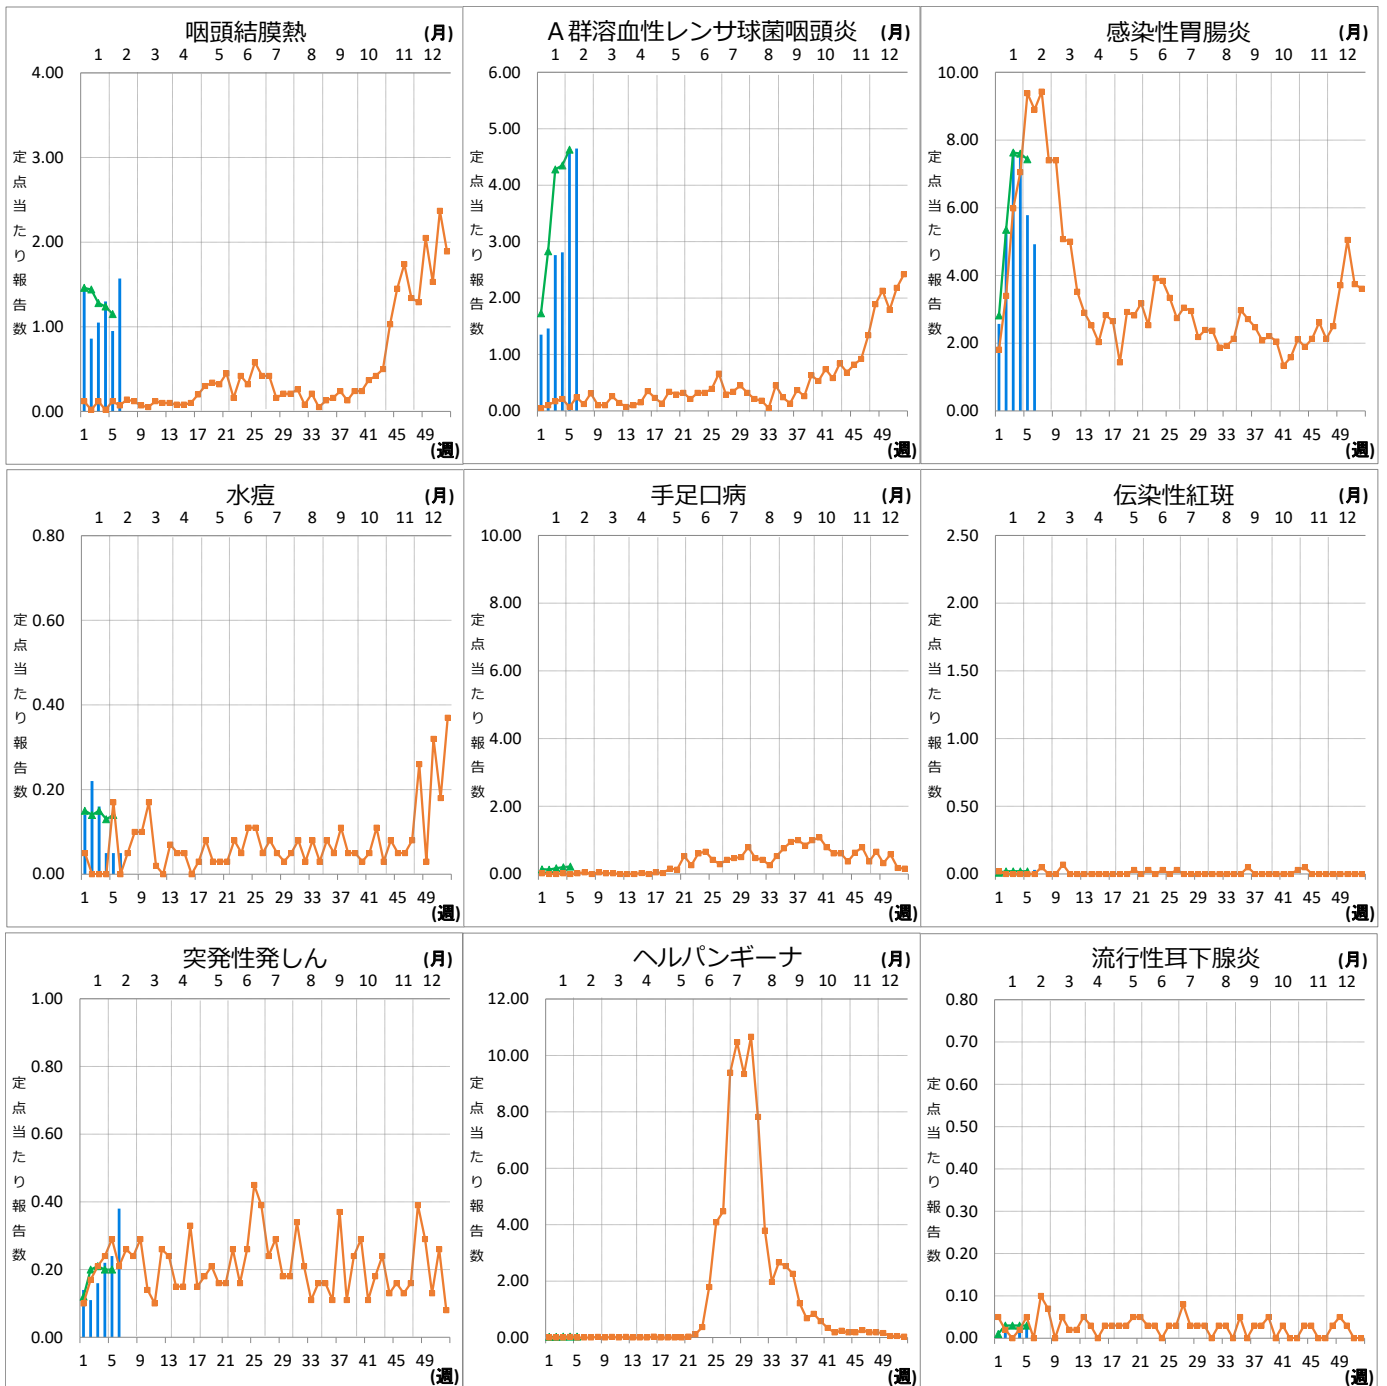 咽頭結膜熱 (月)
1 2 3 4 5 6 7 8 9 10 11 12
4.00
3.00
2.00
1.00
0.00
定点当たり報告数
1 5 9 13 17 21 25 29 33 37 41 45 49
(週)
A群溶血性レンサ球菌咽頭炎 (月)
1 2 3 4 5 6 7 8 9 10 11 12
6.00
5.00
4.00
3.00
2.00
1.00
0.00
定点当たり報告数
1 5 9 13 17 21 25 29 33 37 41 45 49
(週)
感染性胃腸炎 (月)
1 2 3 4 5 6 7 8 9 10 11 12
10.00
8.00
6.00
4.00
2.00
0.00
定点当たり報告数
1 5 9 13 17 21 25 29 33 37 41 45 49
(週)
水痘 (月)
1 2 3 4 5 6 7 8 9 10 11 12
0.80
0.60
0.40
0.20
0.00
定点当たり報告数
1 5 9 13 17 21 25 29 33 37 41 45 49
(週)
手足口病 (月)
1 2 3 4 5 6 7 8 9 10 11 12
10.00
8.00
6.00
4.00
2.00
0.00
定点当たり報告数
1 5 9 13 17 21 25 29 33 37 41 45 49
(週)
伝染性紅斑 (月)
1 2 3 4 5 6 7 8 9 10 11 12
2.50
2.00
1.50
1.00
0.50
0.00
定点当たり報告数
1 5 9 13 17 21 25 29 33 37 41 45 49
(週)
突発性発しん (月)
1 2 3 4 5 6 7 8 9 10 11 12
1.00
0.80
0.60
0.40
0.20
0.00
定点当たり報告数
1 5 9 13 17 21 25 29 33 37 41 45 49
(週)
ヘルパンギーナ (月)
1 2 3 4 5 6 7 8 9 10 11 12
12.00
10.00
8.00
6.00
4.00
2.00
0.00
定点当たり報告数
1 5 9 13 17 21 25 29 33 37 41 45 49
(週)
流行性耳下腺炎 (月)
1 2 3 4 5 6 7 8 9 10 11 12
0.80
0.70
0.60
0.50
0.40
0.30
0.20
0.10
0.00
定点当たり報告数
1 5 9 13 17 21 25 29 33 37 41 45 49
(週)